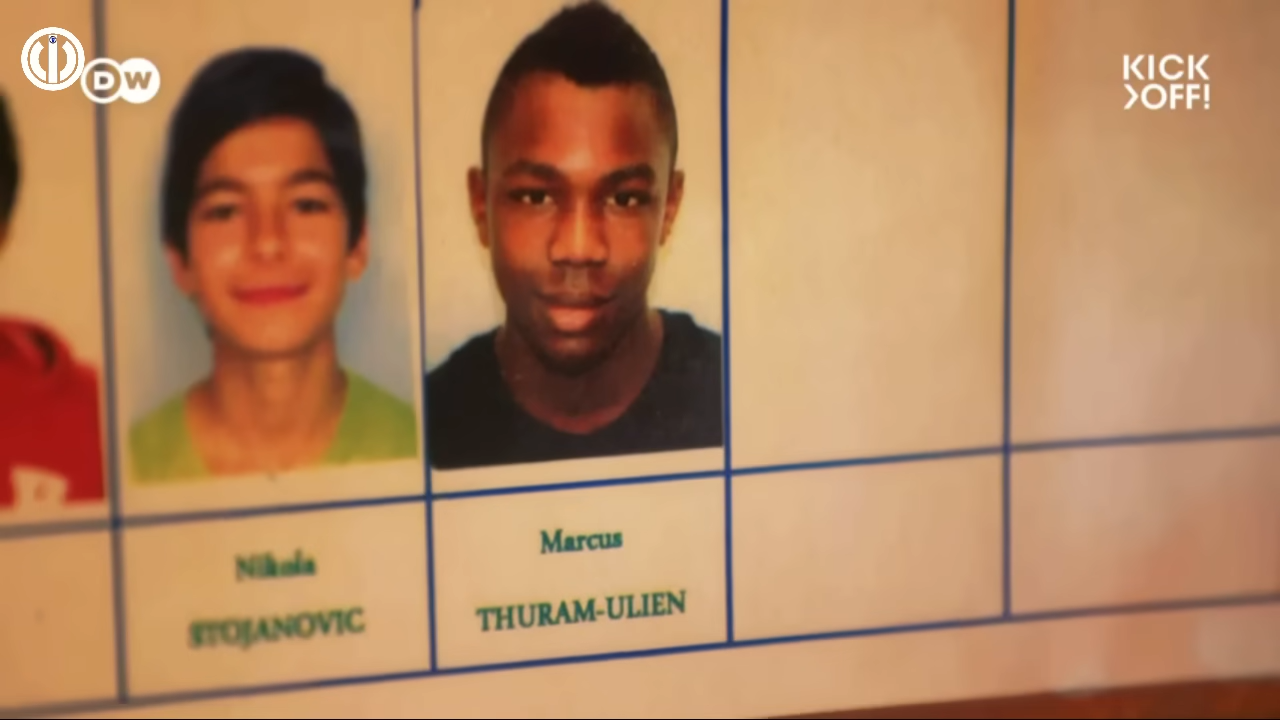 DW
KICK
OFF!
Nikola
STOJANOVIC
Marcus
THURAM-ULIEN